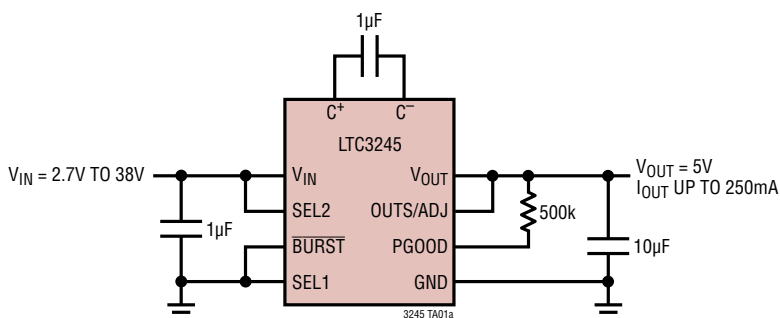 1µF
C+ C–
LTC3245
VIN = 2.7V TO 38V
VIN
VOUT
VOUT = 5V
IOUT UP TO 250mA
SEL2
OUTS/ADJ
500k
1µF
BURST
PGOOD
10µF
SEL1
GND
3245 TA01a